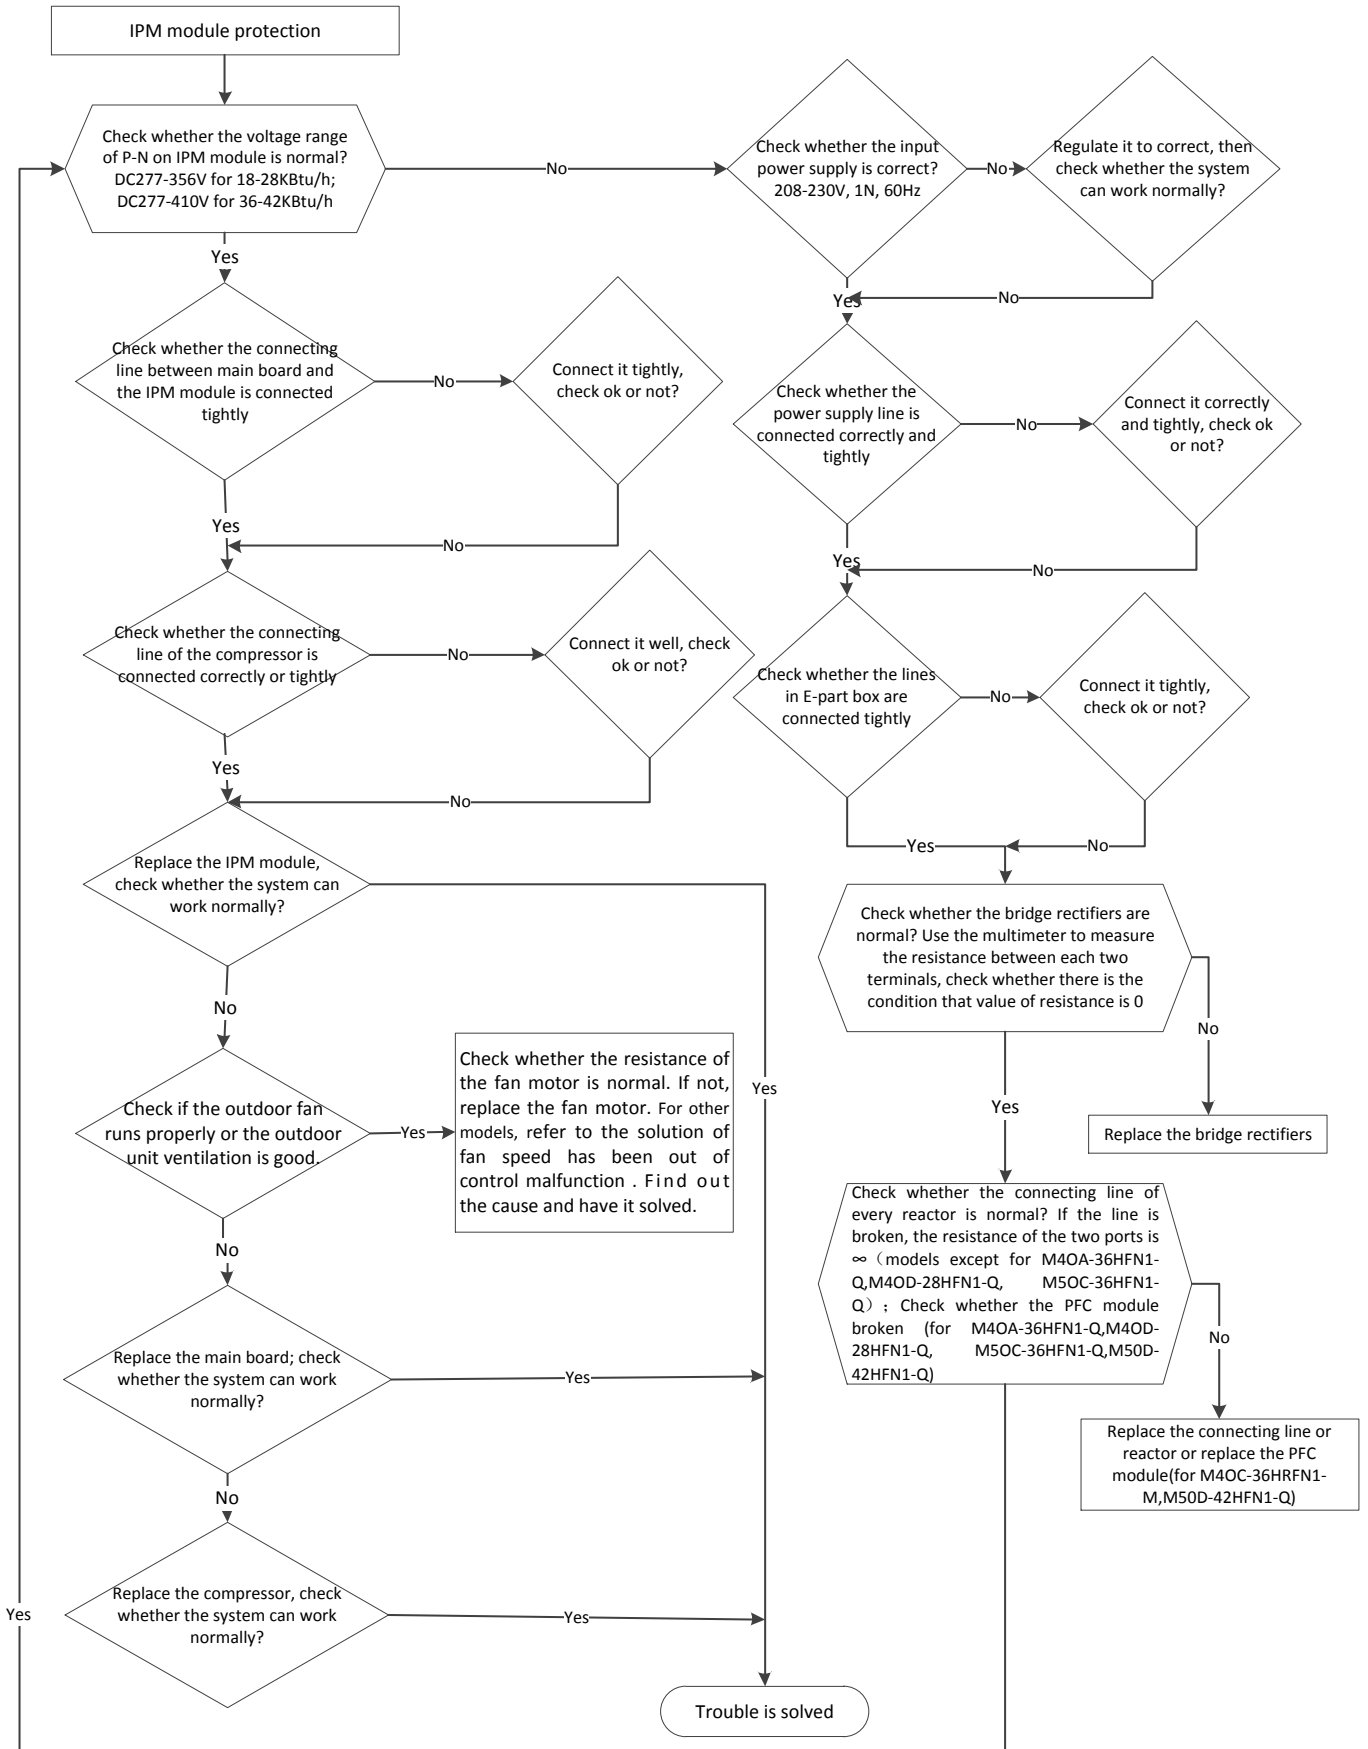 IPM module protection
Check whether the voltage range
of P-N on IPM module is normal?
DC277-356V for 18-28KBtu/h;
DC277-410V for 36-42KBtu/h
No
Check whether the input
power supply is correct?
208-230V, 1N, 60Hz
No
Regulate it to correct, then
check whether the system
can work normally?
Yes
Yes
No
Check whether the connecting
line between main board and
the IPM module is connected
tightly
No
Connect it tightly,
check ok or not?
Check whether the
power supply line is
connected correctly and
tightly
No
Connect it correctly
and tightly, check ok
or not?
Yes
No
Yes
No
Check whether the connecting
line of the compressor is
connected correctly or tightly
No
Connect it well, check
ok or not?
Check whether the lines
in E-part box are
connected tightly
No
Connect it tightly,
check ok or not?
Yes
No
Yes
No
Replace the IPM module,
check whether the system can
work normally?
Check whether the bridge rectifiers are
normal? Use the multimeter to measure
the resistance between each two
terminals, check whether there is the
condition that value of resistance is 0
No
No
Yes
Yes
Check if the outdoor fan
runs properly or the outdoor
unit ventilation is good.
Yes
Check whether the resistance of
the fan motor is normal. If not,
replace the fan motor. For other
models, refer to the solution of
fan speed has been out of
control malfunction . Find out
the cause and have it solved.
Replace the bridge rectifiers
No
Check whether the connecting line of
every reactor is normal? If the line is
broken, the resistance of the two ports is
∞（models except for M4OA-36HFN1-
Q,M4OD-28HFN1-Q, M5OC-36HFN1-
Q）; Check whether the PFC module
broken (for M4OA-36HFN1-Q,M4OD-
28HFN1-Q, M5OC-36HFN1-Q,M50D-
42HFN1-Q)
No
Replace the main board; check
whether the system can work
normally?
Yes
Replace the connecting line or
reactor or replace the PFC
module(for M4OC-36HRFN1-
M,M50D-42HFN1-Q)
No
Replace the compressor, check
whether the system can work
normally?
Yes
Yes
Trouble is solved